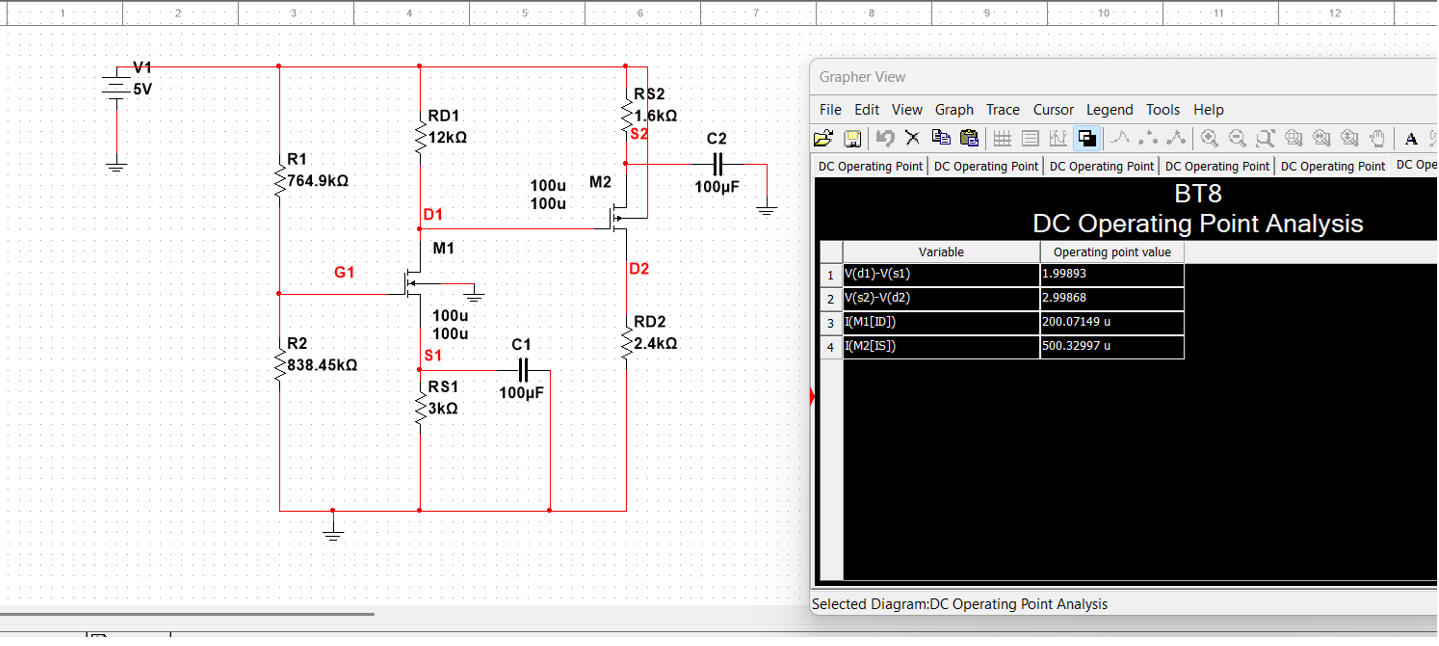 1 2 3 4 5 6 7 8 9 10 11 12
V1
5V
R1
764.9kΩ
RD1
12kΩ
RS2
1.6kΩ
S2
C2
100µF
100u
100u
M2
D1
M1
G1
D2
100u
100u
R2
838.45kΩ
S1
C1
100µF
RS1
3kΩ
RD2
2.4kΩ
Grapher View
File Edit View Graph Trace Cursor Legend Tools Help
A
DC Operating Point DC Operating Point DC Operating Point DC Operating Point DC Operating Point DC Ope
BT8
DC Operating Point Analysis
Variable Operating point value
1 V(d1)-V(s1) 1.99893
2 V(s2)-V(d2) 2.99868
3 I(M1[ID]) 200.07149 u
4 I(M2[IS]) 500.32997 u
Selected Diagram:DC Operating Point Analysis